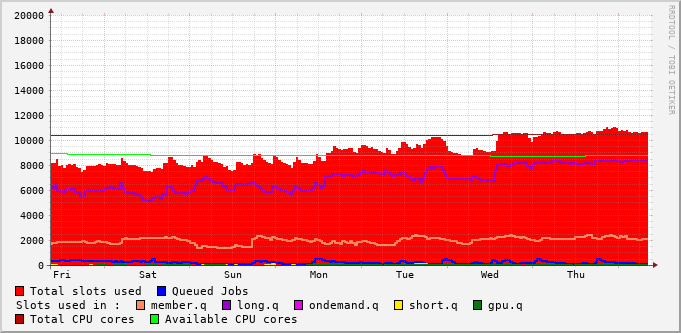 20000
18000
16000
14000
12000
10000
8000
6000
4000
2000
0
Fri Sat Sun Mon Tue Wed Thu
RRDTOOL / TOBI OETIKER
Total slots used Queued Jobs
Slots used in : member.q long.q ondemand.q short.q gpu.q
Total CPU cores Available CPU cores